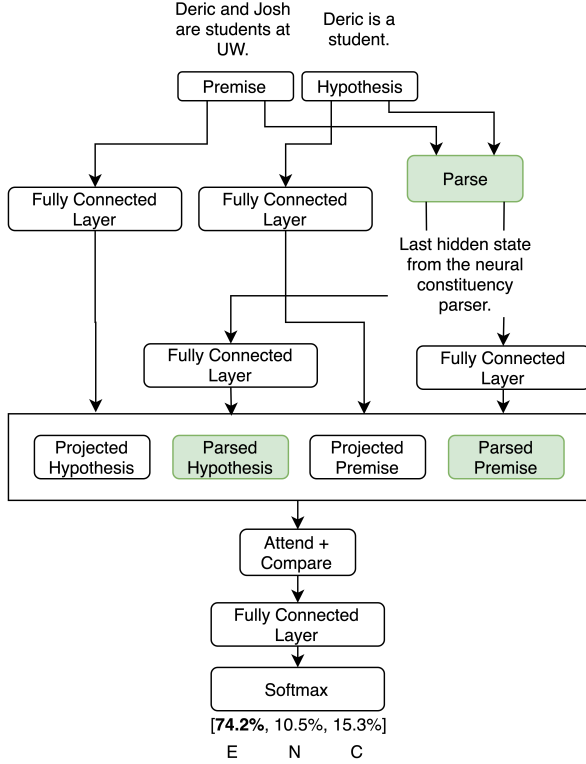 Deric and Josh
are students at
UW.
Deric is a
student.
Premise
Hypothesis
Parse
Fully Connected
Layer
Fully Connected
Layer
Last hidden state
from the neural
constituency
parser.
Fully Connected
Layer
Fully Connected
Layer
Projected
Hypothesis
Parsed
Hypothesis
Projected
Premise
Parsed
Premise
Attend +
Compare
Fully Connected
Layer
Softmax
[74.2%, 10.5%, 15.3%]
E N C